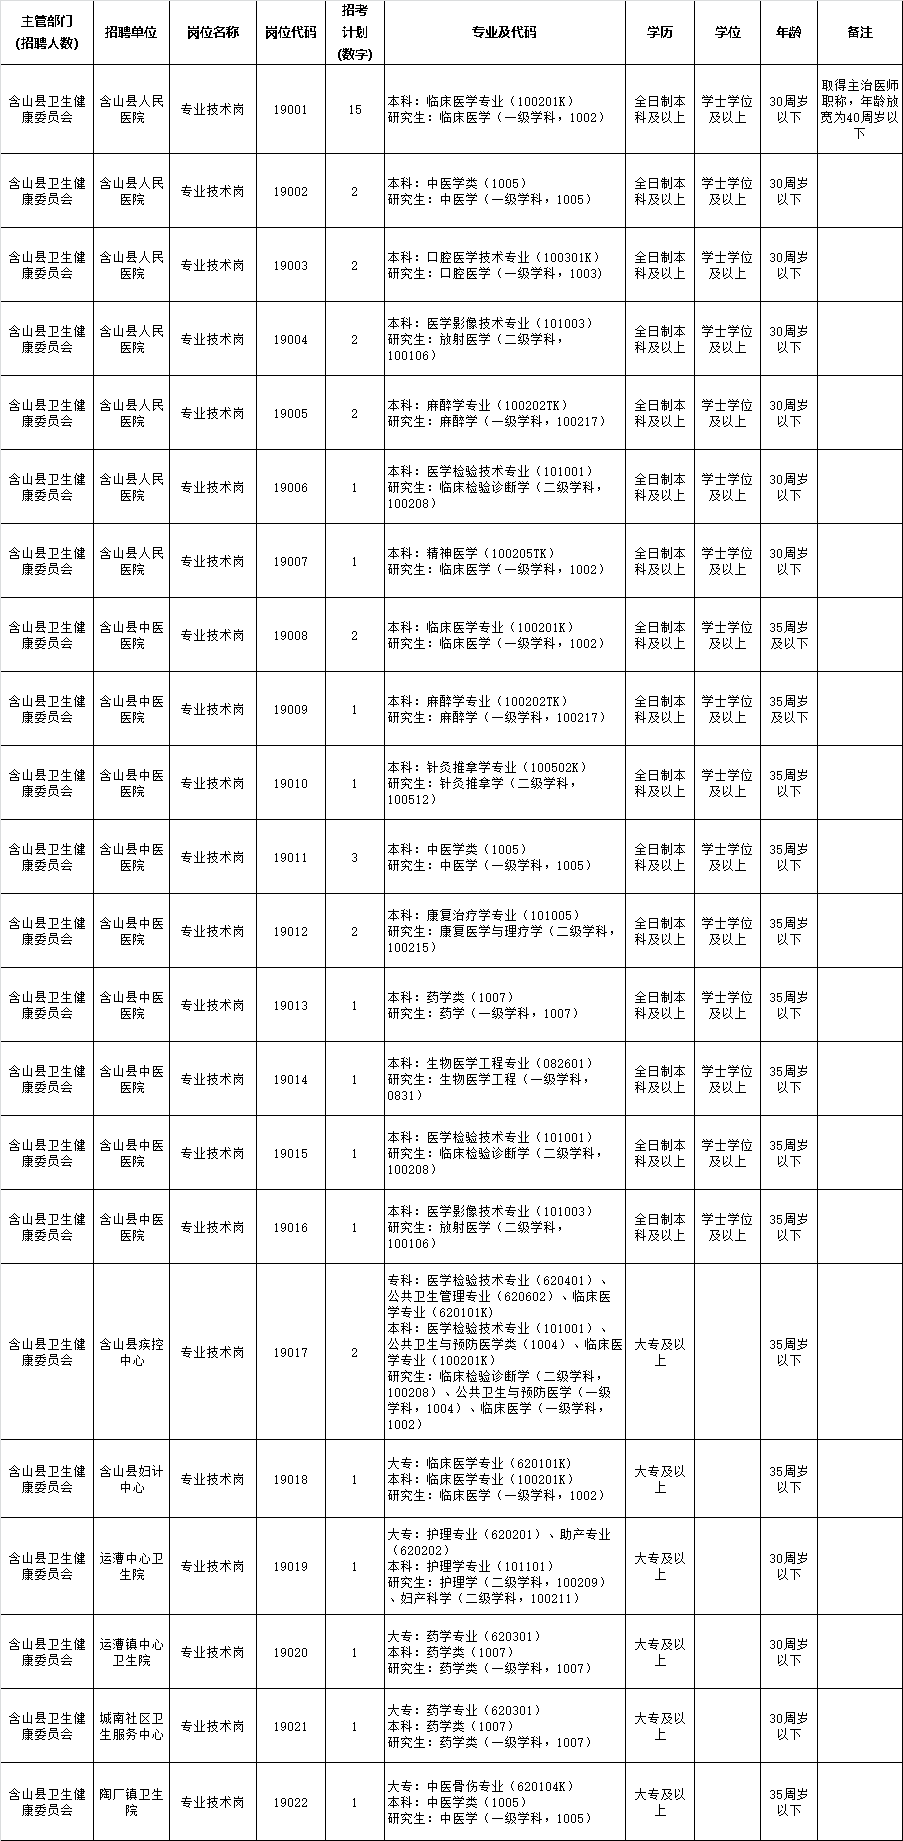 主管部门
(招聘人数)
招聘单位
岗位名称
岗位代码
招考
计划
(数字)
专业及代码
学历
学位
年龄
备注
含山县卫生健
康委员会
含山县人民
医院
专业技术岗
19001
15
本科：临床医学专业（100201K）
研究生：临床医学（一级学科，1002）
全日制本
科及以上
学士学位
及以上
30周岁
以下
取得主治医师
职称，年龄放
宽为40周岁以
下
含山县卫生健
康委员会
含山县人民
医院
专业技术岗
19002
2
本科：中医学类（1005）
研究生：中医学（一级学科，1005）
全日制本
科及以上
学士学位
及以上
30周岁
以下
含山县卫生健
康委员会
含山县人民
医院
专业技术岗
19003
2
本科：口腔医学技术专业（100301K）
研究生：口腔医学（一级学科，1003)
全日制本
科及以上
学士学位
及以上
30周岁
以下
含山县卫生健
康委员会
含山县人民
医院
专业技术岗
19004
2
本科：医学影像技术专业（101003）
研究生：放射医学（二级学科，
100106）
全日制本
科及以上
学士学位
及以上
30周岁
以下
含山县卫生健
康委员会
含山县人民
医院
专业技术岗
19005
2
本科：麻醉学专业（100202TK）
研究生：麻醉学（一级学科，100217）
全日制本
科及以上
学士学位
及以上
30周岁
以下
含山县卫生健
康委员会
含山县人民
医院
专业技术岗
19006
1
本科：医学检验技术专业（101001）
研究生：临床检验诊断学（二级学科，
100208）
全日制本
科及以上
学士学位
及以上
30周岁
以下
含山县卫生健
康委员会
含山县人民
医院
专业技术岗
19007
1
本科：精神医学（100205TK）
研究生：临床医学（一级学科，1002）
全日制本
科及以上
学士学位
及以上
30周岁
以下
含山县卫生健
康委员会
含山县中医
医院
专业技术岗
19008
2
本科：临床医学专业（100201K）
研究生：临床医学（一级学科，1002）
全日制本
科及以上
学士学位
及以上
35周岁
及以下
含山县卫生健
康委员会
含山县中医
医院
专业技术岗
19009
1
本科：麻醉学专业（100202TK）
研究生：麻醉学（一级学科，100217）
全日制本
科及以上
学士学位
及以上
35周岁
及以下
含山县卫生健
康委员会
含山县中医
医院
专业技术岗
19010
1
本科：针灸推拿学专业（100502K）
研究生：针灸推拿学（二级学科，
100512）
全日制本
科及以上
学士学位
及以上
35周岁
以下
含山县卫生健
康委员会
含山县中医
医院
专业技术岗
19011
3
本科：中医学类（1005）
研究生：中医学（一级学科，1005）
全日制本
科及以上
学士学位
及以上
35周岁
以下
含山县卫生健
康委员会
含山县中医
医院
专业技术岗
19012
2
本科：康复治疗学专业（101005）
研究生：康复医学与理疗学（二级学科，
100215）
全日制本
科及以上
学士学位
及以上
35周岁
以下
含山县卫生健
康委员会
含山县中医
医院
专业技术岗
19013
1
本科：药学类（1007）
研究生：药学（一级学科，1007）
全日制本
科及以上
学士学位
及以上
35周岁
以下
含山县卫生健
康委员会
含山县中医
医院
专业技术岗
19014
1
本科：生物医学工程专业（082601）
研究生：生物医学工程（一级学科，
0831）
全日制本
科及以上
学士学位
及以上
35周岁
以下
含山县卫生健
康委员会
含山县中医
医院
专业技术岗
19015
1
本科：医学检验技术专业（101001）
研究生：临床检验诊断学（二级学科，
100208）
全日制本
科及以上
学士学位
及以上
35周岁
以下
含山县卫生健
康委员会
含山县中医
医院
专业技术岗
19016
1
本科：医学影像技术专业（101003）
研究生：放射医学（二级学科，
100106）
全日制本
科及以上
学士学位
及以上
35周岁
以下
含山县卫生健
康委员会
含山县疾控
中心
专业技术岗
19017
2
专科：医学检验技术专业（620401）、
公共卫生管理专业（620602）、临床医
学专业（620101K)
本科：医学检验技术专业（101001）、
公共卫生与预防医学类（1004）、临床医
学专业（100201K）
研究生：临床检验诊断学（二级学科，
100208）、公共卫生与预防医学（一级
学科，1004）、临床医学（一级学科，
1002）
大专及以
上
35周岁
以下
含山县卫生健
康委员会
含山县妇计
中心
专业技术岗
19018
1
大专：临床医学专业（620101K)
本科：临床医学专业（100201K）
研究生：临床医学（一级学科，1002）
大专及以
上
35周岁
以下
含山县卫生健
康委员会
运漕中心卫
生院
专业技术岗
19019
1
大专：护理专业（620201）、助产专业
（620202）
本科：护理学专业（101101）
研究生：护理学（二级学科，100209）
、妇产科学（二级学科，100211）
大专及以
上
30周岁
以下
含山县卫生健
康委员会
运漕镇中心
卫生院
专业技术岗
19020
1
大专：药学专业（620301）
本科：药学类（1007）
研究生：药学类（一级学科，1007）
大专及以
上
30周岁
以下
含山县卫生健
康委员会
城南社区卫
生服务中心
专业技术岗
19021
1
大专：药学专业（620301）
本科：药学类（1007）
研究生：药学类（一级学科，1007）
大专及以
上
30周岁
以下
含山县卫生健
康委员会
陶厂镇卫生
院
专业技术岗
19022
1
大专：中医骨伤专业（620104K）
本科：中医学类（1005）
研究生：中医学（一级学科，1005）
大专及以
上
35周岁
以下